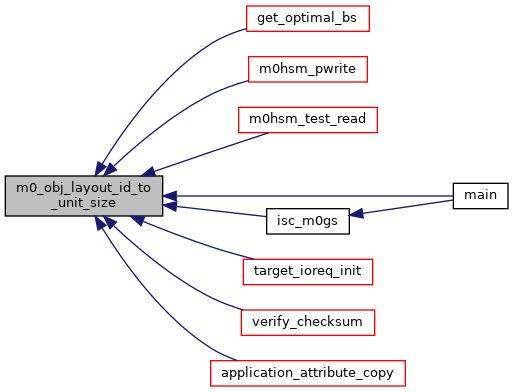 get_optimal_bs
m0hsm_pwrite
m0hsm_test_read
m0_obj_layout_id_to
_unit_size
main
isc_m0gs
target_ioreq_init
verify_checksum
application_attribute_copy